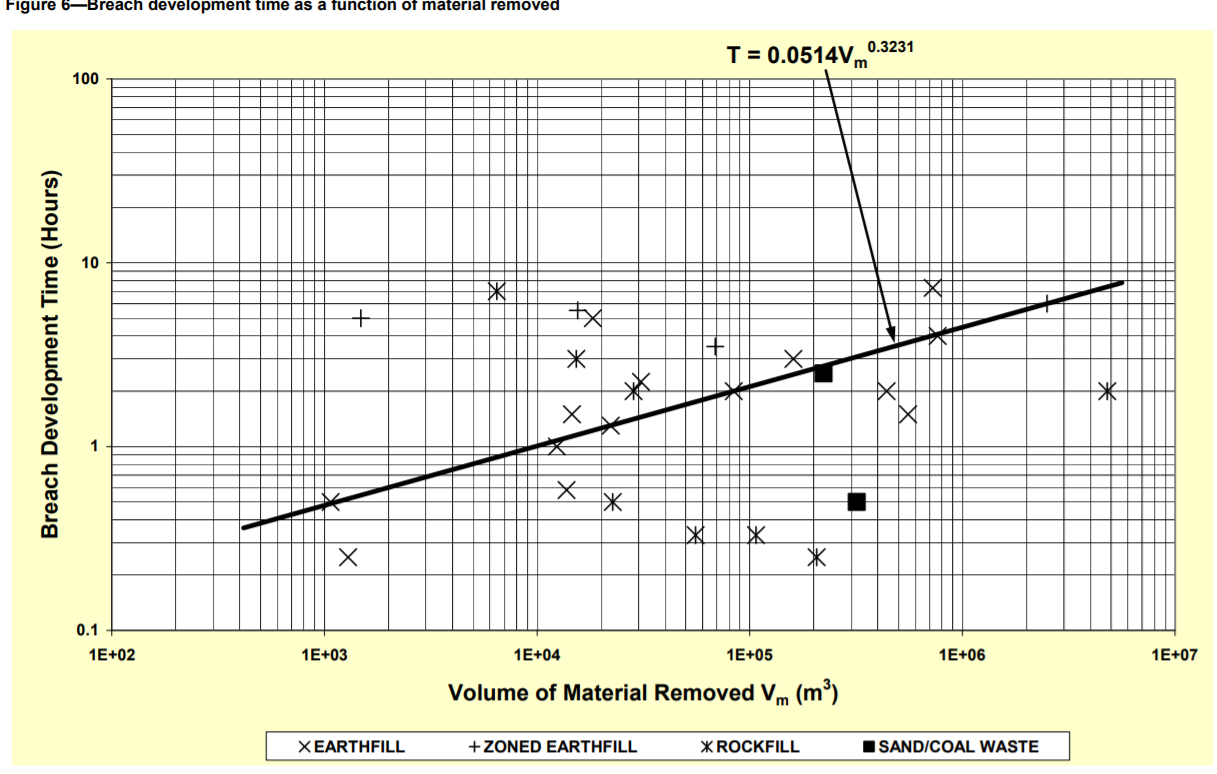 Figure 6—Breach development time as a function of material removed
T = 0.0514Vm^0.3231
100
10
1
0.1
Breach Development Time (Hours)
1E+02 1E+03 1E+04 1E+05 1E+06 1E+07
Volume of Material Removed Vm (m³)
EARTHFILL ZONED EARTHFILL ROCKFILL SAND/COAL WASTE